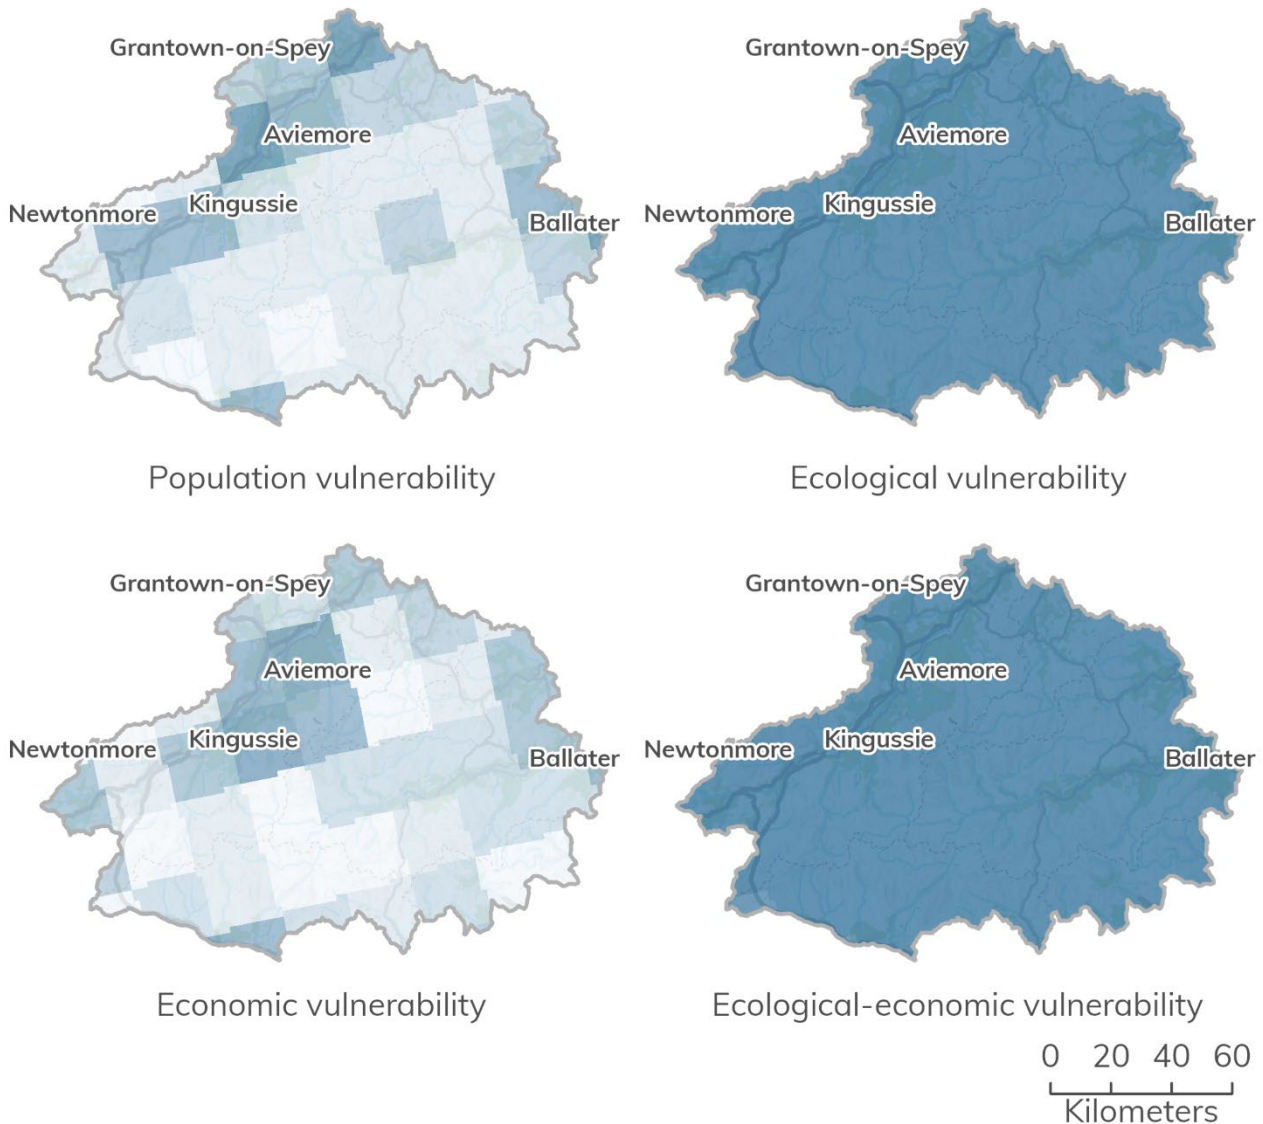 Grantown-on-Spey
Aviemore
Kingussie
Newtonmore
Ballater
Population vulnerability
Grantown-on-Spey
Aviemore
Kingussie
Newtonmore
Ballater
Ecological vulnerability
Grantown-on-Spey
Aviemore
Kingussie
Newtonmore
Ballater
Economic vulnerability
Grantown-on-Spey
Aviemore
Kingussie
Newtonmore
Ballater
Ecological-economic vulnerability
0 20 40 60
Kilometers